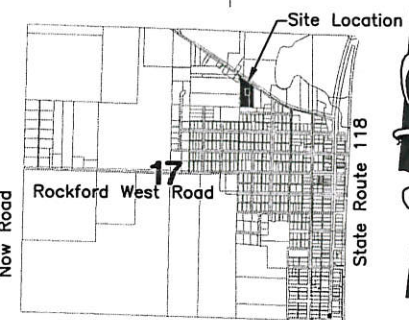 Site Location
17
Rockford West Road
State Route 118
Now Road